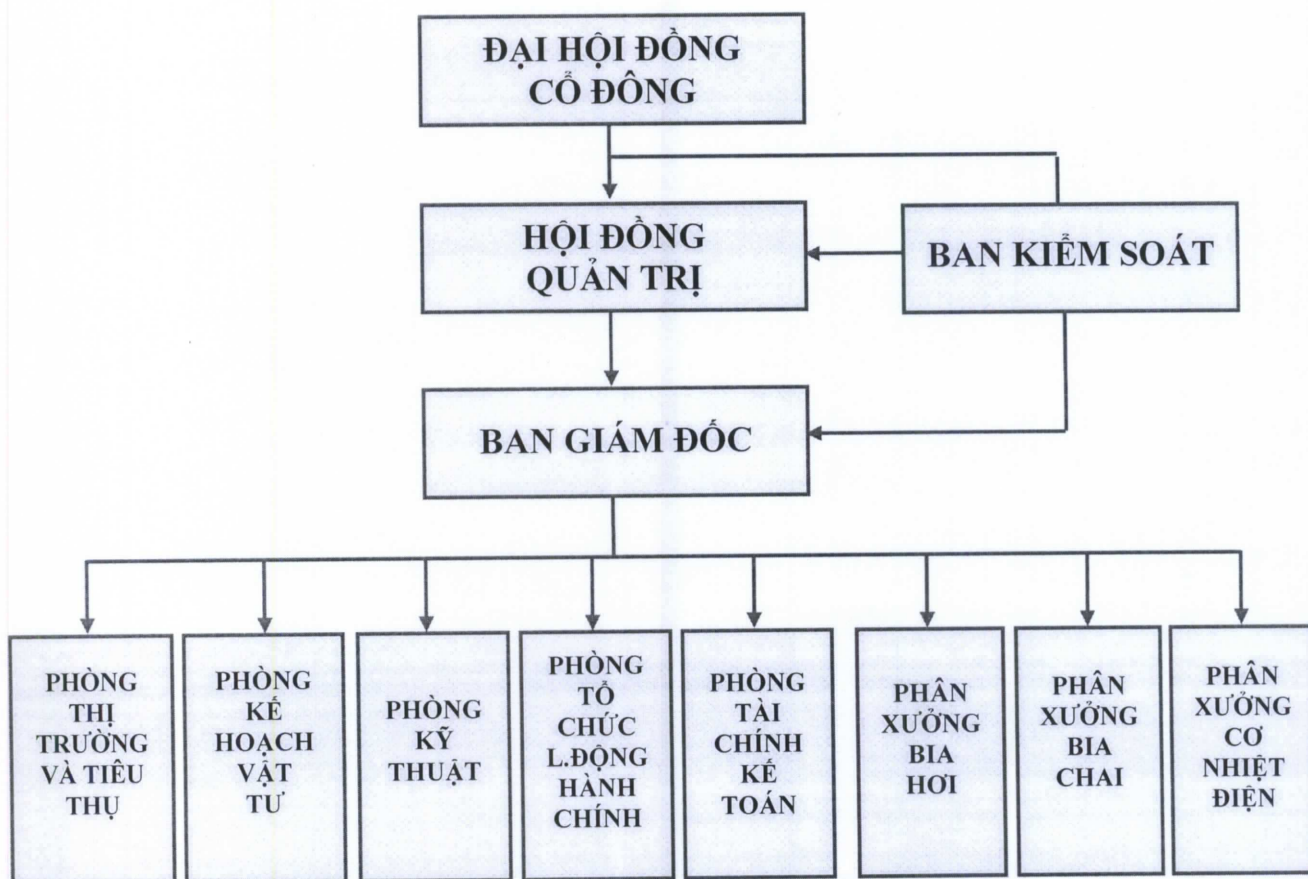 ĐẠI HỘI ĐỒNG
CỔ ĐÔNG
HỘI ĐỒNG
QUẢN TRỊ
BAN KIỂM SOÁT
BAN GIÁM ĐỐC
PHÒNG
THỊ
TRƯỜNG
VÀ TIÊU
THỤ
PHÒNG
KẾ
HOẠCH
VẬT
TƯ
PHÒNG
KỸ
THUẬT
PHÒNG
TỔ
CHỨC
L.ĐỘNG
HÀNH
CHÍNH
PHÒNG
TÀI
CHÍNH
KẾ
TOÁN
PHÂN
XƯỞNG
BIA
HƠI
PHÂN
XƯỞNG
BIA
CHAI
PHÂN
XƯỞNG
CƠ
NHIỆT
ĐIỆN